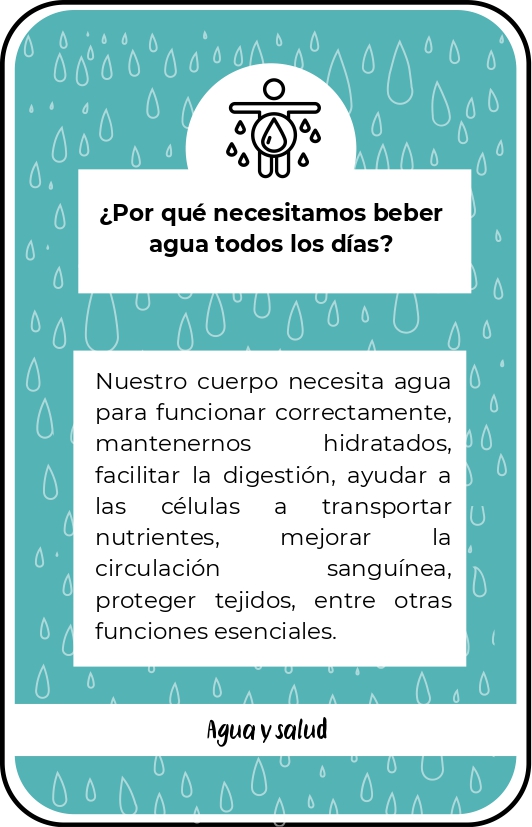 ¿Por qué necesitamos beber
agua todos los días?
Nuestro cuerpo necesita agua
para funcionar correctamente,
mantenernos hidratados,
facilitar la digestión, ayudar a
las células a transportar
nutrientes, mejorar la
circulación sanguínea,
proteger tejidos, entre otras
funciones esenciales.
Agua y salud